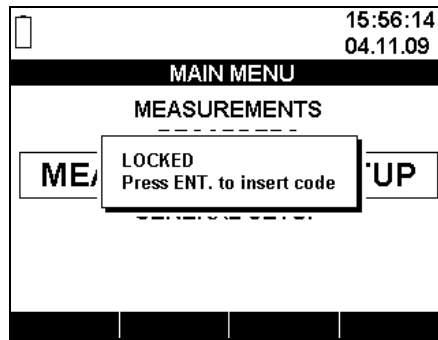 15:56:14
04.11.09
MAIN MENU
MEASUREMENTS
LOCKED
Press ENT. to insert code